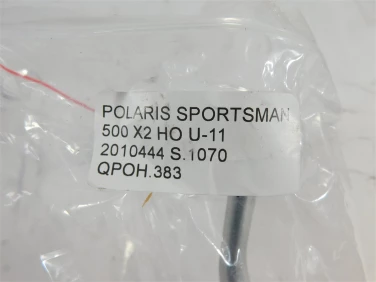 POLARIS SPORTSMAN
500 X2 HO U-11
2010444 S.1070
QPOH.383